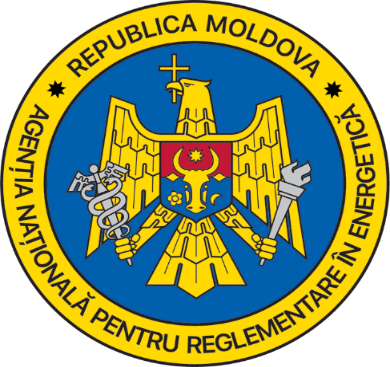 REPUBLICA MOLDOVA
AGENȚIA NAȚIONALĂ PENTRU REGLEMENTARE ÎN ENERGETICĂ